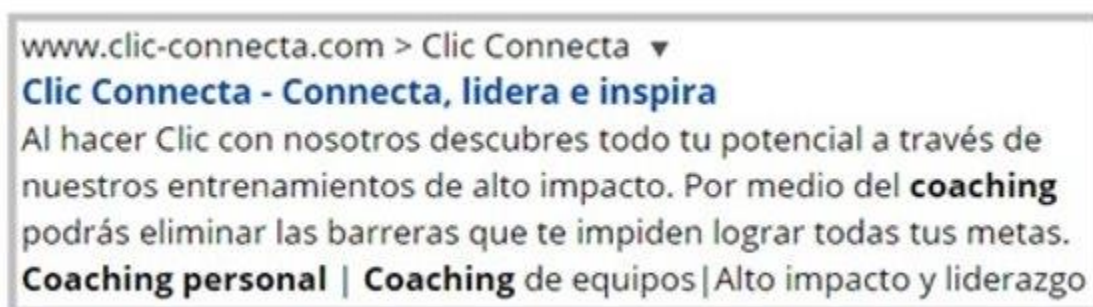 www.clic-connecta.com > Clic Connecta ▼
Clic Connecta - Connecta, lidera e inspira
Al hacer Clic con nosotros descubres todo tu potencial a través de
nuestros entrenamientos de alto impacto. Por medio del coaching
podrás eliminar las barreras que te impiden lograr todas tus metas.
Coaching personal | Coaching de equipos|Alto impacto y liderazgo